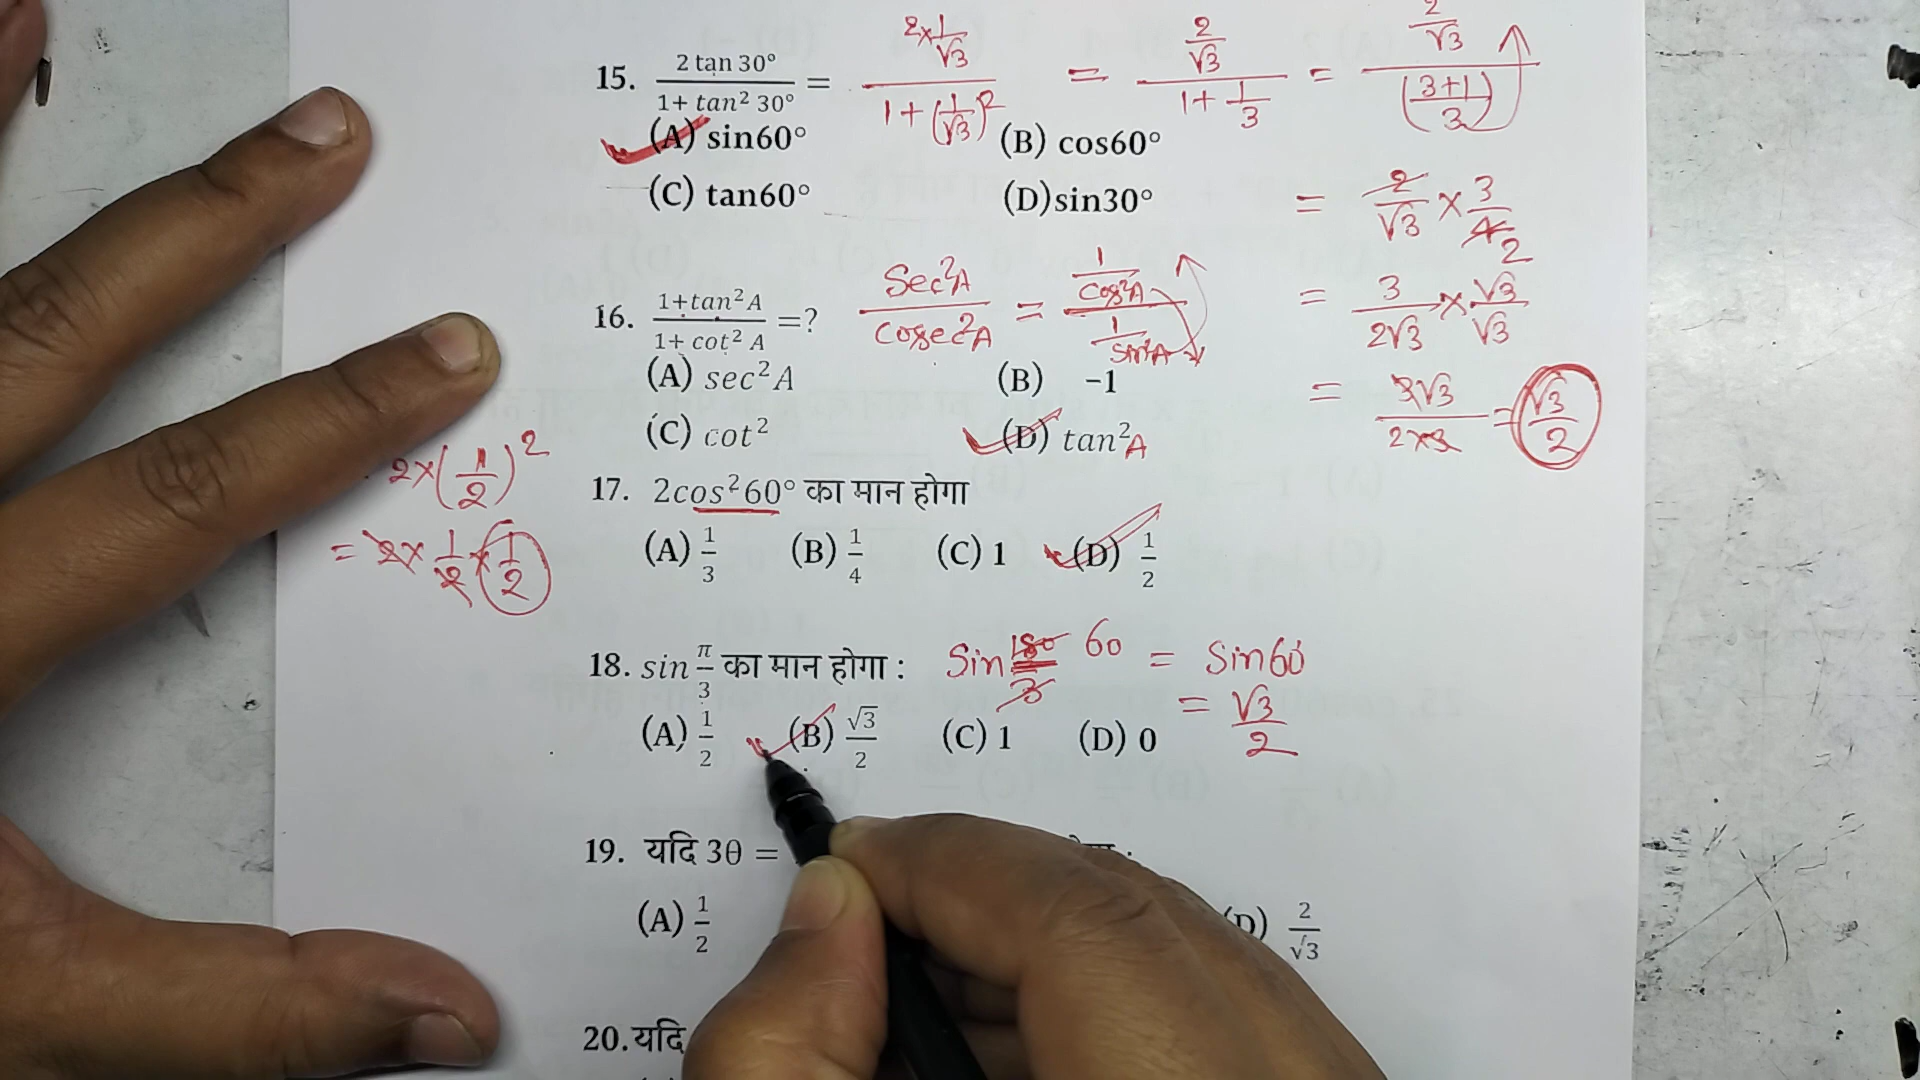 15. 2 tan 30° / 1+ tan² 30° = 2×1/√3 / 1+(1/√3)² = 2/√3 / 1+1/3 = 2/√3 / (3+1/3)
(A) sin60° (B) cos60°
(C) tan60° (D)sin30°
= 2/√3 × 3/4 2
= 3/2√3 × √3/√3
= 3√3/2×3 = √3/2
16. 1+tan²A / 1+ cot² A =? Sec²A / Cosec²A = 1/Cos²A / 1/Sin²A
(A) sec²A (B) −1
(C) cot² (D) tan²A
2×(1/2)²
= 2×1/2×1/2
17. 2cos²60° का मान होगा
(A) 1/3 (B) 1/4 (C) 1 (D) 1/2
18. sin π/3 का मान होगा : Sin 180/3 60 = Sin60
= √3/2
(A) 1/2 (B) √3/2 (C) 1 (D) 0
19. यदि 3θ = :
(A) 1/2 (D) 2/√3
20.यदि